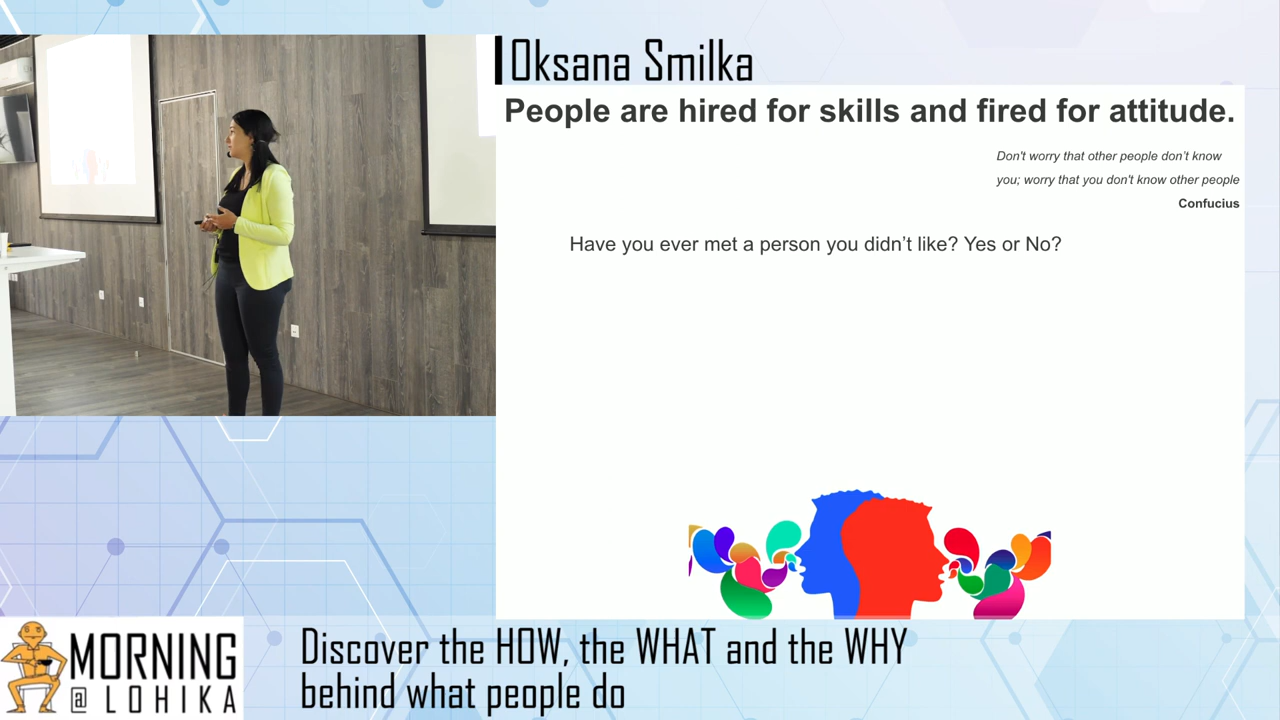 Oksana Smilka
People are hired for skills and fired for attitude.
Don't worry that other people don't know
you; worry that you don't know other people
Confucius
Have you ever met a person you didn't like? Yes or No?
MORNING
@ LOHIKA
Discover the HOW, the WHAT and the WHY
behind what people do